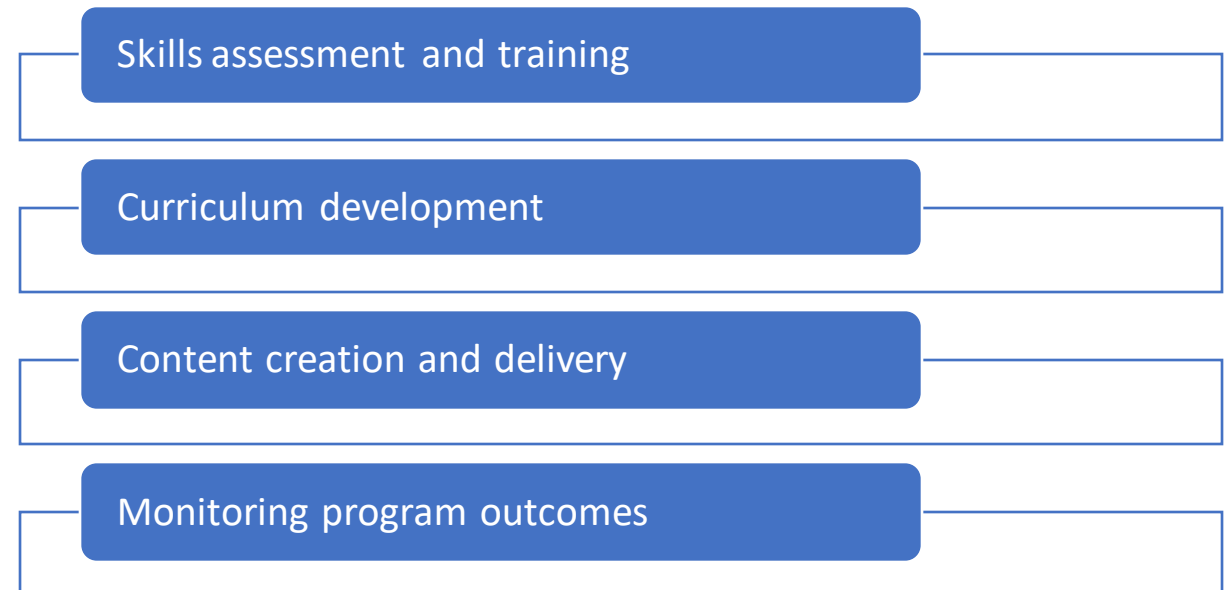 Skills assessment and training
Curriculum development
Content creation and delivery
Monitoring program outcomes